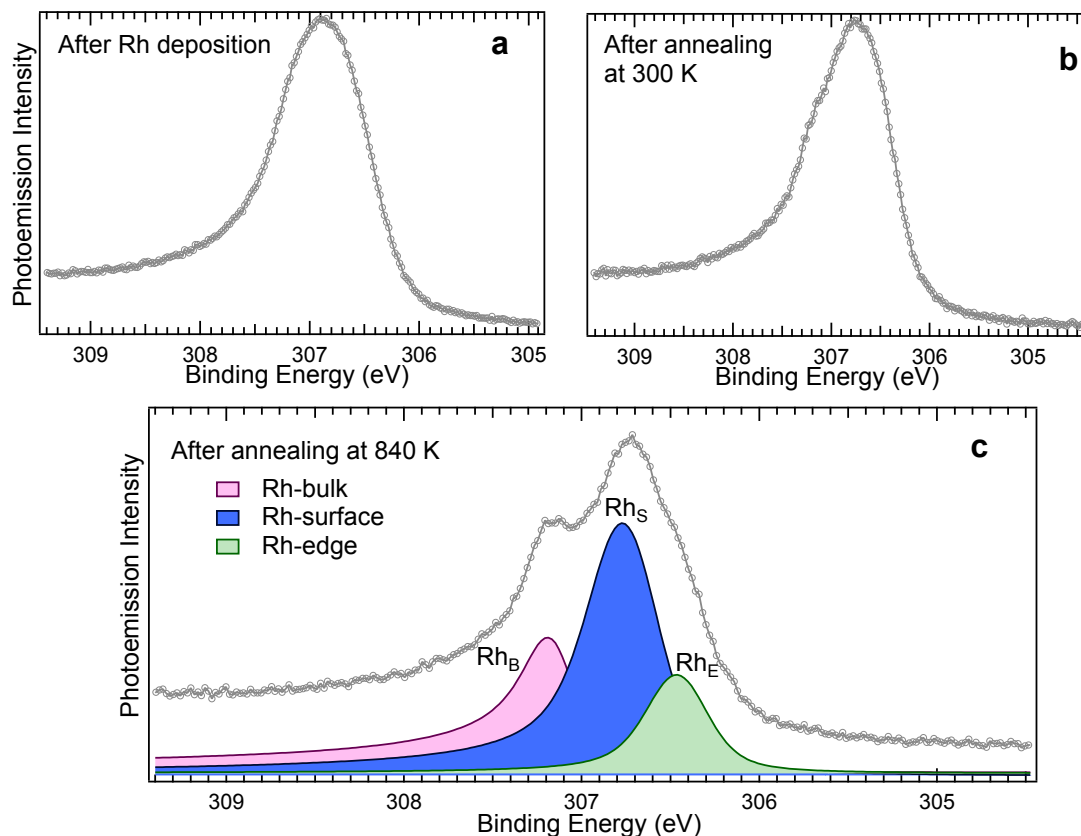 After Rh deposition
a
Photoemission Intensity
309 308 307 306 305
Binding Energy (eV)
After annealing
at 300 K
b
309 308 307 306 305
Binding Energy (eV)
After annealing at 840 K
c
Rh-bulk
Rh-surface
Rh-edge
RhS
RhB
RhE
Photoemission Intensity
309 308 307 306 305
Binding Energy (eV)